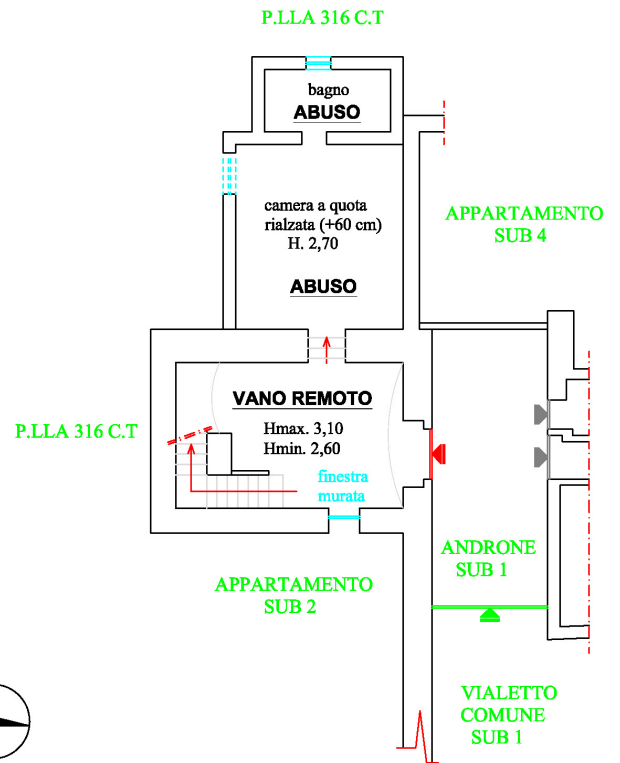 P.LLA 316 C.T
bagno
ABUSO
camera a quota
rialzata (+60 cm)
H. 2,70
ABUSO
APPARTAMENTO
SUB 4
VANO REMOTO
Hmax. 3,10
Hmin. 2,60
P.LLA 316 C.T
finestra
murata
ANDRONE
SUB 1
APPARTAMENTO
SUB 2
VIALETTO
COMUNE
SUB 1